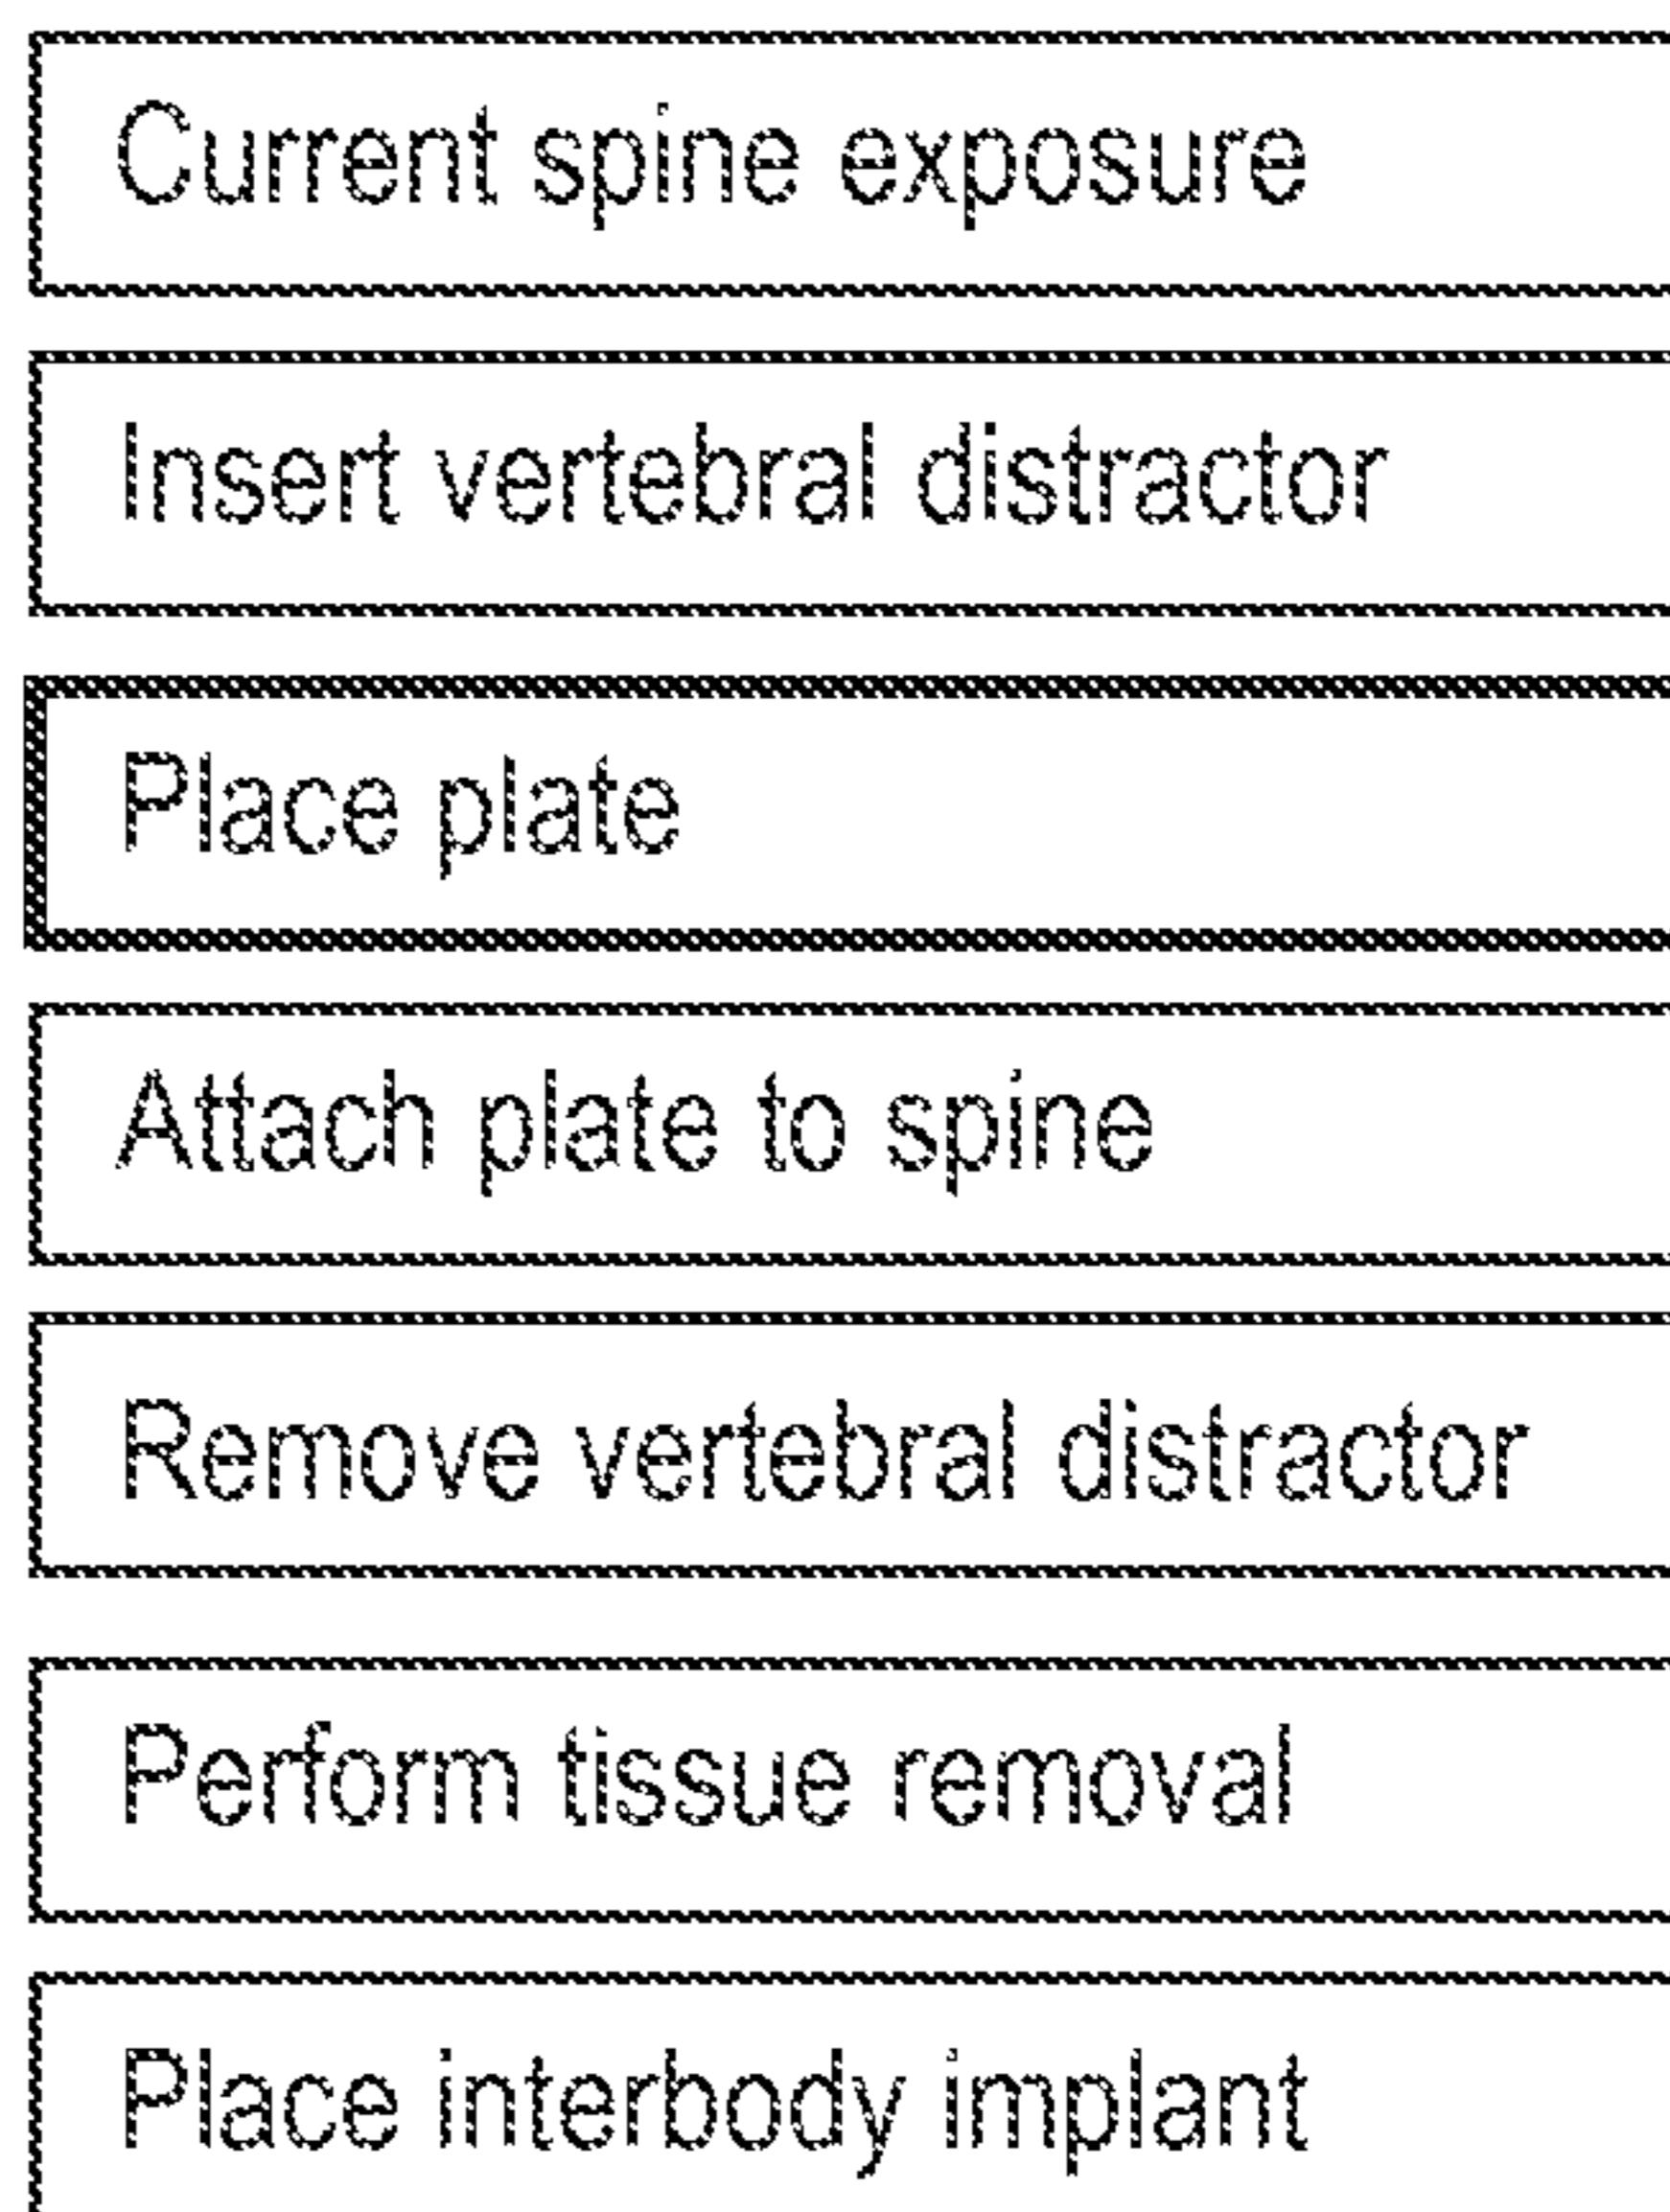 Current spine exposure
Insert vertebral distractor
Place plate
Attach plate to spine
Remove vertebral distractor
Perform tissue removal
Place interbody implant